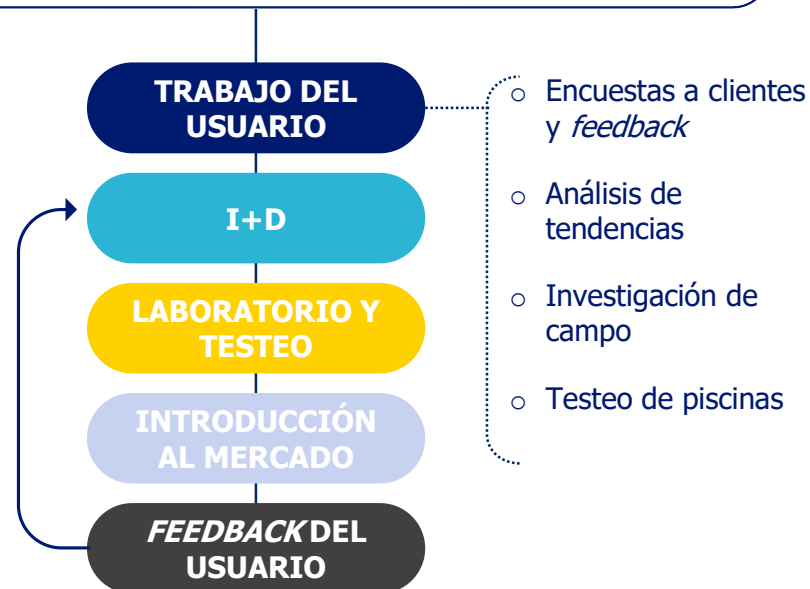 TRABAJO DEL
USUARIO
I+D
LABORATORIO Y
TESTEO
INTRODUCCIÓN
AL MERCADO
FEEDBACK DEL
USUARIO
○ Encuestas a clientes
y feedback
○ Análisis de
tendencias
○ Investigación de
campo
○ Testeo de piscinas